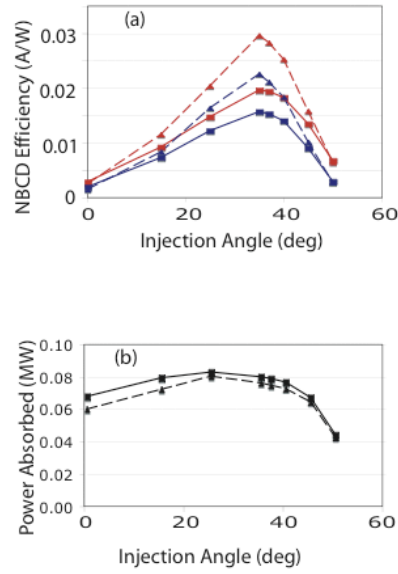 (a)
NBCD Efficiency (A/W)
0.03
0.02
0.01
0
0 20 40 60
Injection Angle (deg)
(b)
Power Absorbed (MW)
0.10
0.08
0.06
0.04
0.02
0.00
0 20 40 60
Injection Angle (deg)